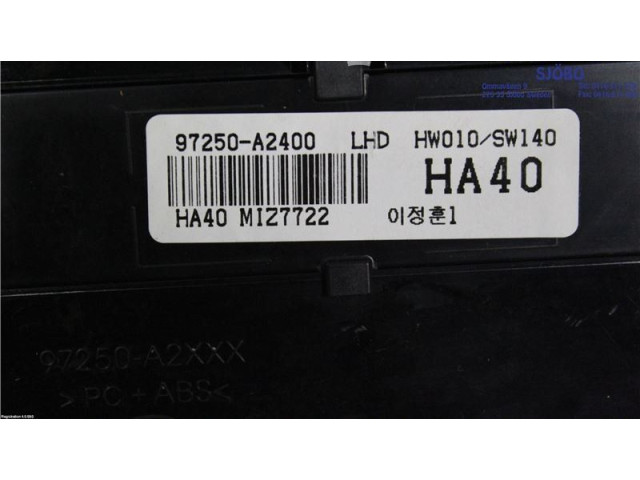 SJÖBO
97250-A2400 LHD HW010/SW140
HA40
HA40 MIZ7722 이정훈1
97250-A2XXX
>PC+ABS<